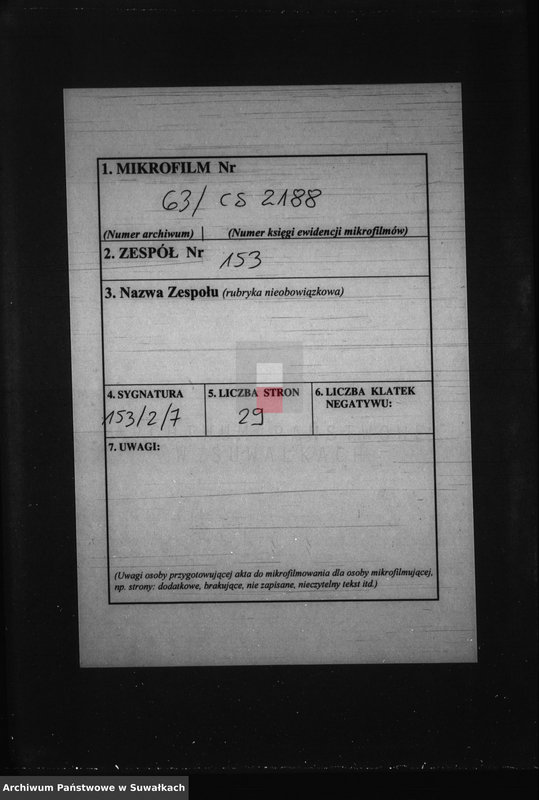 1. MIKROFILM Nr
63/ CS 2188
(Numer archiwum) | (Numer księgi ewidencji mikrofilmów)
2. ZESPÓŁ Nr 153
3. Nazwa Zespołu (rubryka nieobowiązkowa)
4. SYGNATURA
153/2/7
5. LICZBA STRON
29
6. LICZBA KLATEK
NEGATYWU:
7. UWAGI:
W SUWAŁKACH
(Uwagi osoby przygotowującej akta do mikrofilmowania dla osoby mikrofilmującej,
np. strony: dodatkowe, brakujące, nie zapisane, nieczytelny tekst itd.)
Archiwum Państwowe w Suwałkach